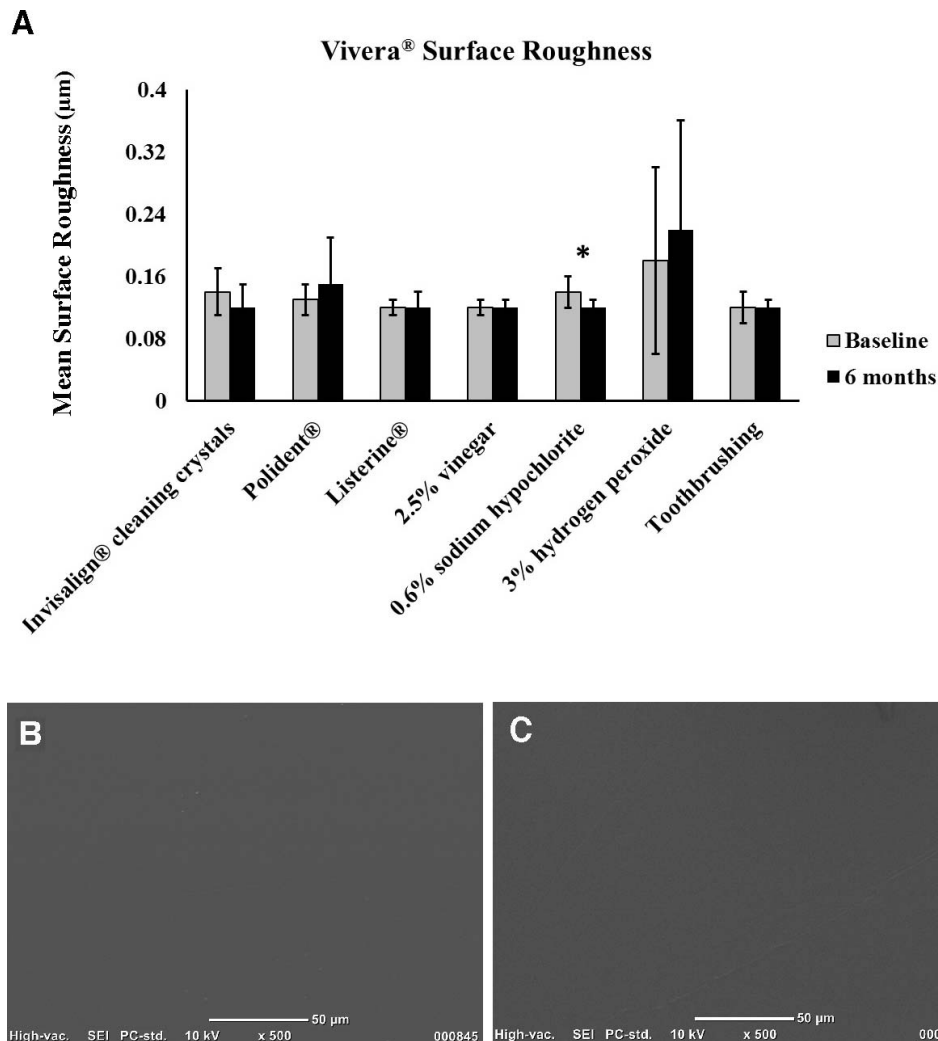 A
Vivera® Surface Roughness
Mean Surface Roughness (µm)
0.4
0.32
0.24
0.16
0.08
0
*
Baseline
6 months
Invisalign® cleaning crystals
Polident®
Listerine®
2.5% vinegar
0.6% sodium hypochlorite
3% hydrogen peroxide
Toothbrushing
B
50 µm
High-vac. SEI PC-std. 10 kV x 500 000845
C
50 µm
High-vac. SEI PC-std. 10 kV x 500 000